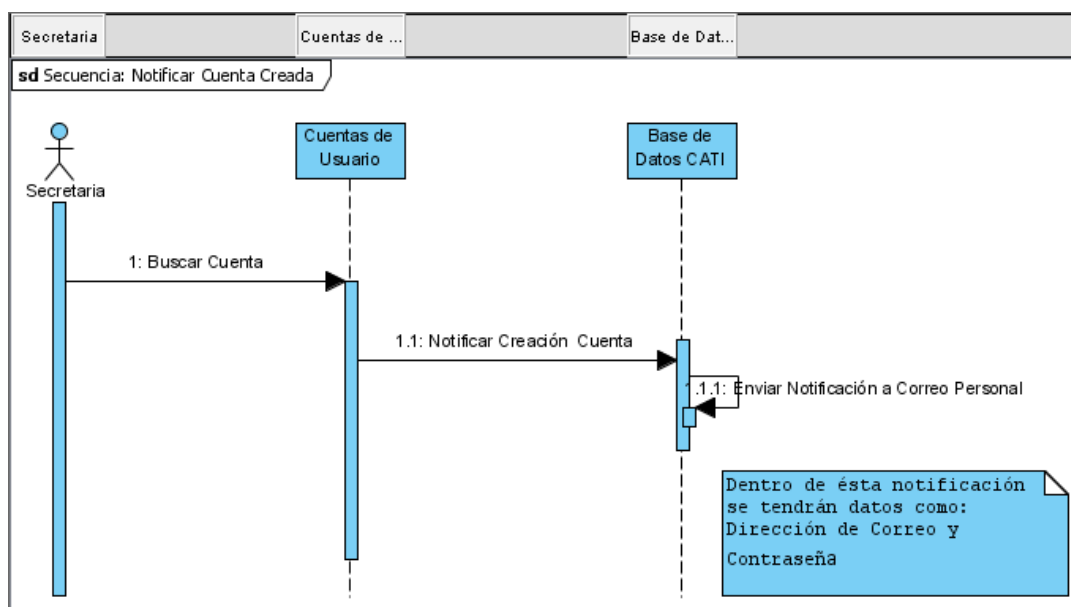 Secretaria
Cuentas de ...
Base de Dat...
sd Secuencia: Notificar Cuenta Creada
Cuentas de
Usuario
Base de
Datos CATI
Secretaria
1: Buscar Cuenta
1.1: Notificar Creación Cuenta
1.1.1: Enviar Notificación a Correo Personal
Dentro de ésta notificación
se tendrán datos como:
Dirección de Correo y
Contraseña